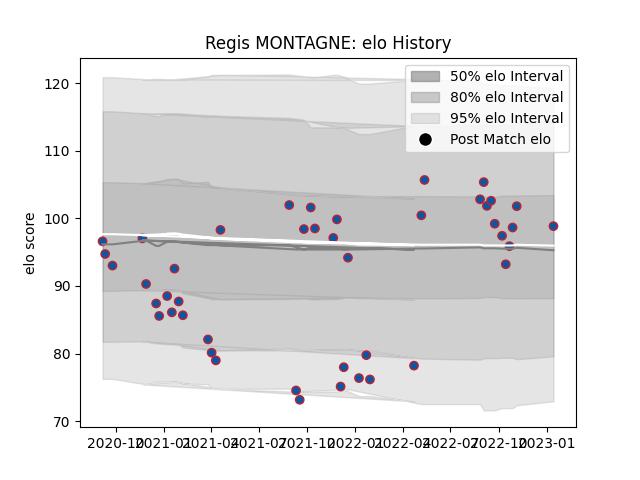 Regis MONTAGNE: elo History
50% elo Interval
80% elo Interval
95% elo Interval
Post Match elo
elo score
120
110
100
90
80
70
2020-10 2021-01 2021-04 2021-07 2021-10 2022-01 2022-04 2022-07 2022-10 2023-01